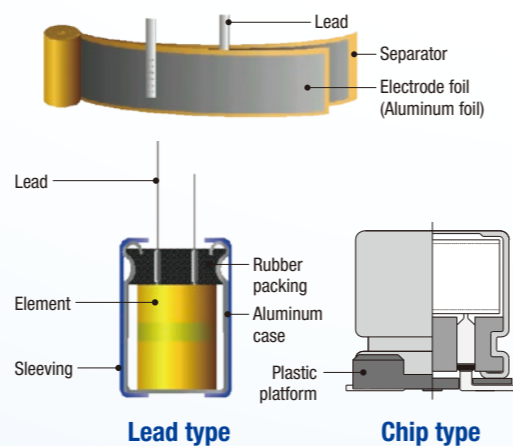 Lead
Separator
Electrode foil
(Aluminum foil)
Lead
Rubber
packing
Element
Aluminum
case
Sleeving
Plastic
platform
Lead type
Chip type